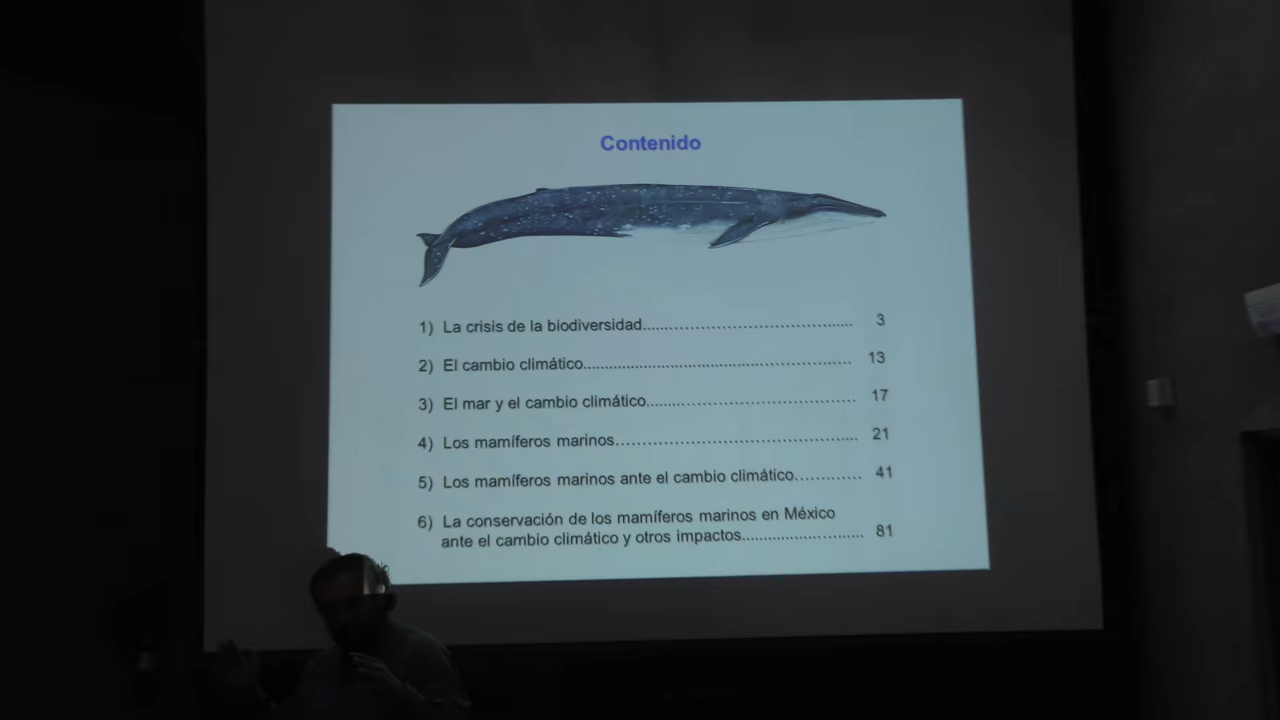 Contenido
1) La crisis de la biodiversidad................................................ 3
2) El cambio climático............................................................ 13
3) El mar y el cambio climático............................................... 17
4) Los mamíferos marinos...................................................... 21
5) Los mamíferos marinos ante el cambio climático............. 41
6) La conservación de los mamíferos marinos en México
ante el cambio climático y otros impactos........................ 81